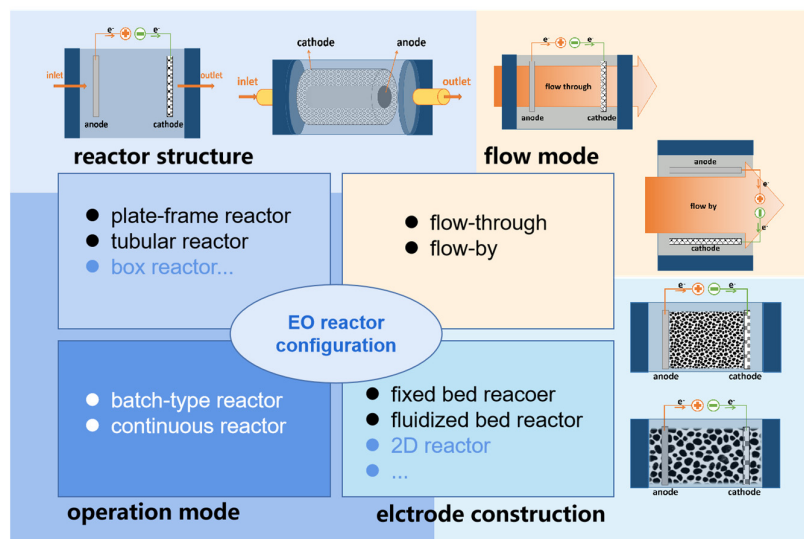 e⁻ + − e⁻
inlet
outlet
anode
cathode
cathode
anode
inlet
outlet
reactor structure
e⁻ + − e⁻
flow through
anode
cathode
flow mode
anode
e⁻
+
flow by
−
e⁻
cathode
● plate-frame reactor
● tubular reactor
● box reactor...
● flow-through
● flow-by
EO reactor
configuration
● batch-type reactor
● continuous reactor
operation mode
● fixed bed reacoer
● fluidized bed reactor
● 2D reactor
● ...
elctrode construction
e⁻ + − e⁻
anode
cathode
e⁻ + − e⁻
anode
cathode